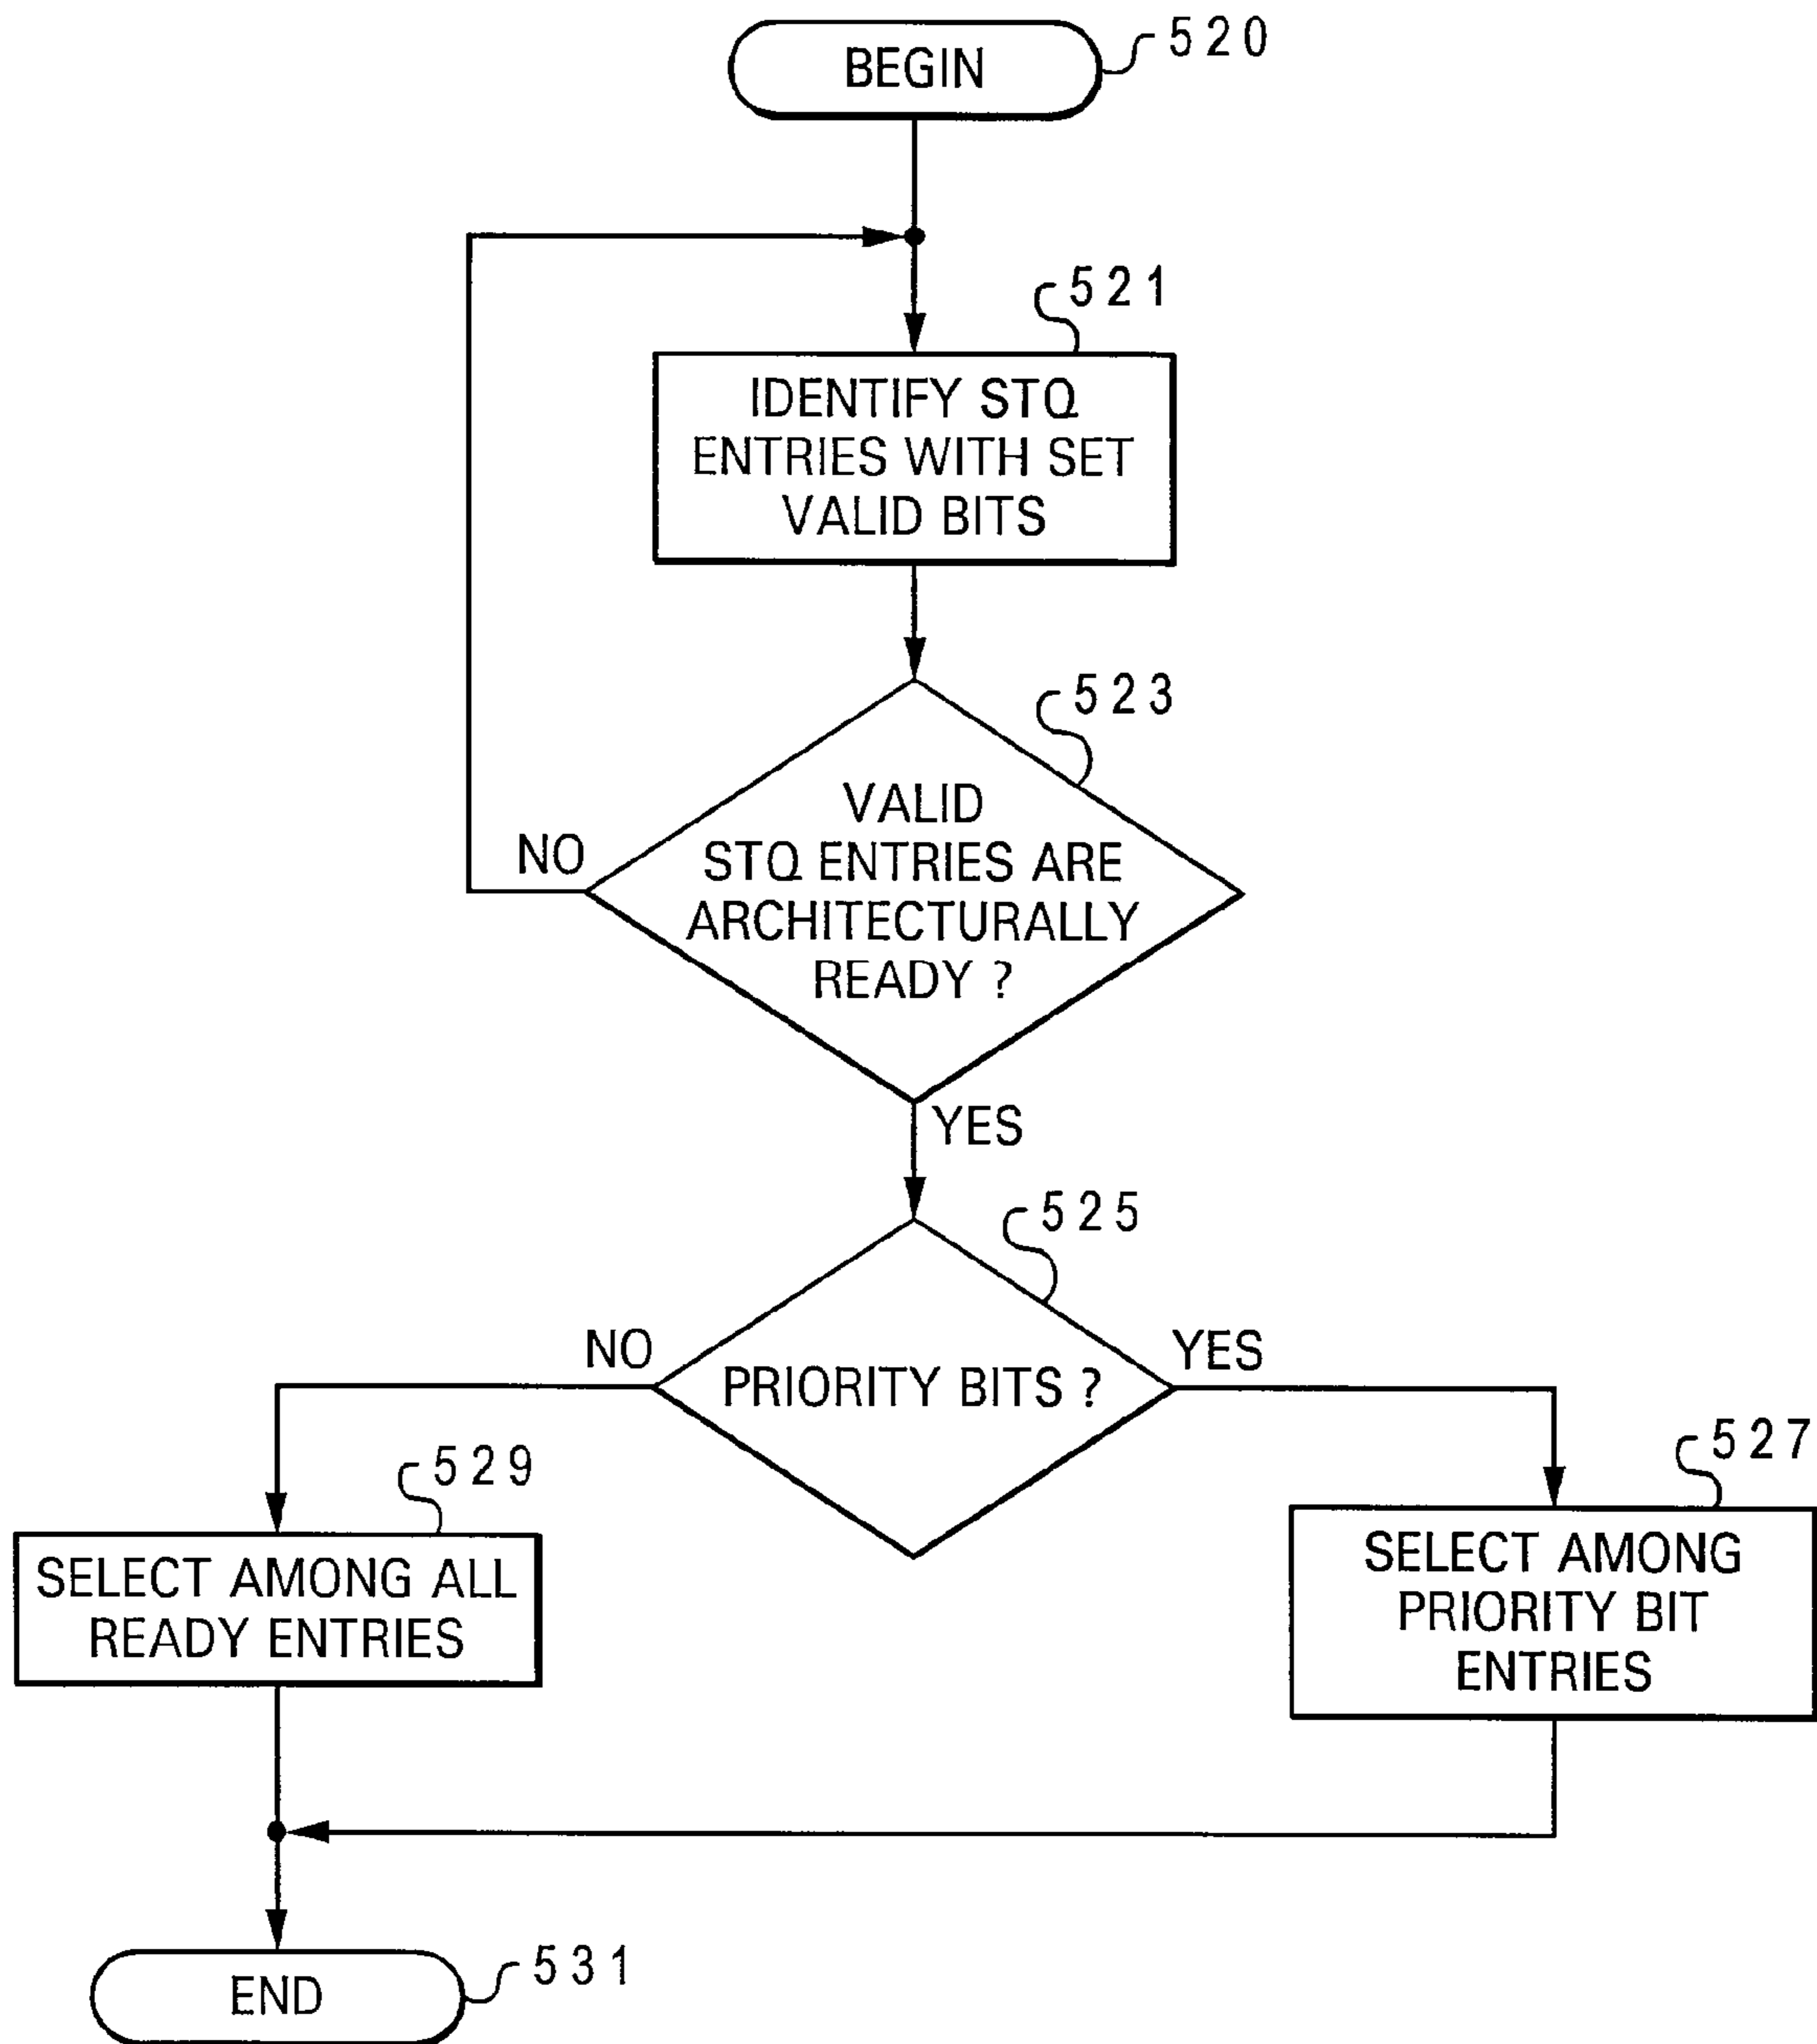 BEGIN
520
521
IDENTIFY STQ
ENTRIES WITH SET
VALID BITS
523
VALID
STQ ENTRIES ARE
ARCHITECTURALLY
READY ?
NO
YES
525
PRIORITY BITS ?
NO
YES
529
SELECT AMONG ALL
READY ENTRIES
527
SELECT AMONG
PRIORITY BIT
ENTRIES
END
531